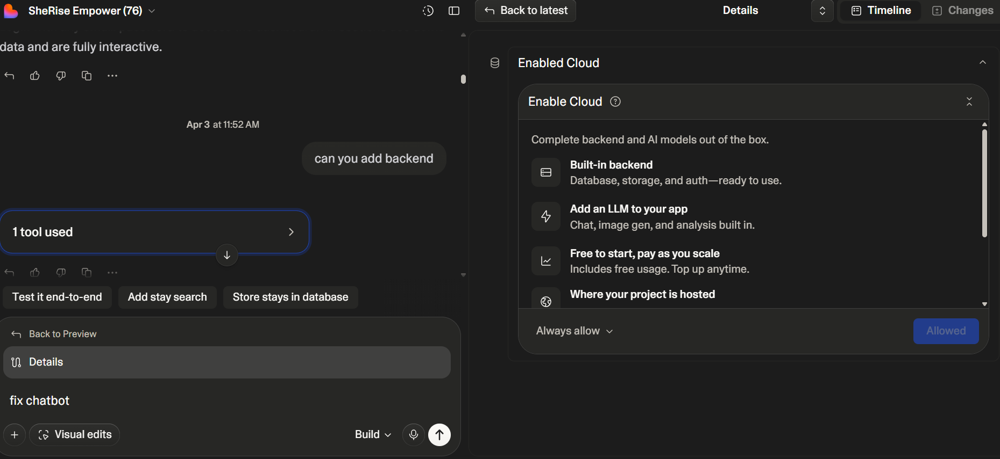 SheRise Empower (76)
Back to latest
Details
Timeline
Changes
data and are fully interactive.
Apr 3 at 11:52 AM
can you add backend
1 tool used
Test it end-to-end
Add stay search
Store stays in database
Back to Preview
Details
fix chatbot
Visual edits
Build
Enabled Cloud
Enable Cloud
Complete backend and AI models out of the box.
Built-in backend
Database, storage, and auth—ready to use.
Add an LLM to your app
Chat, image gen, and analysis built in.
Free to start, pay as you scale
Includes free usage. Top up anytime.
Where your project is hosted
Always allow
Allowed